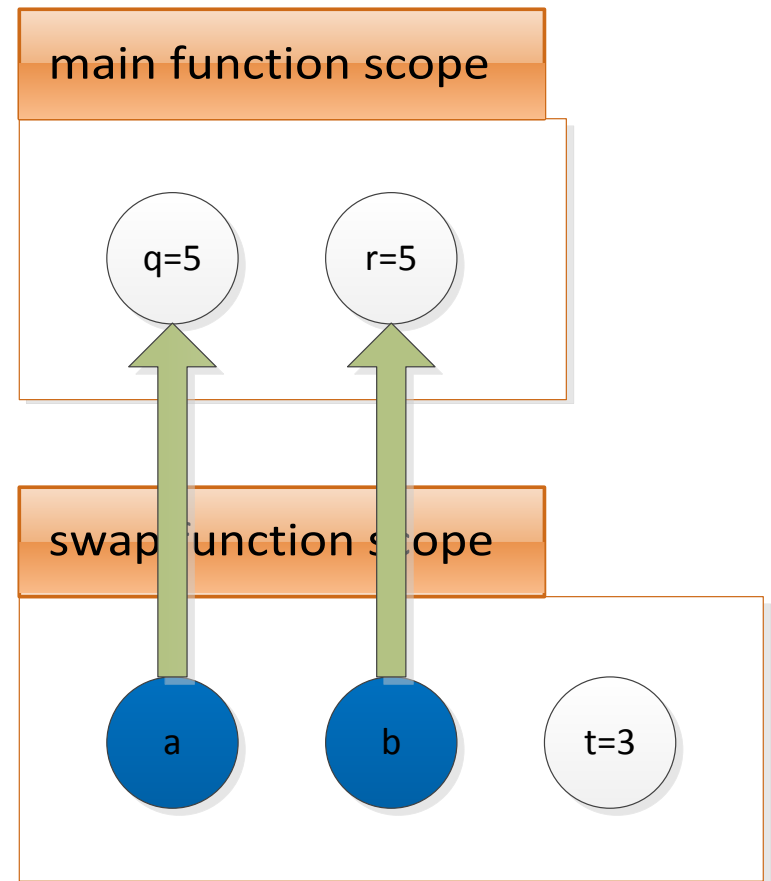 main function scope
q=5
r=5
swap function scope
a
b
t=3